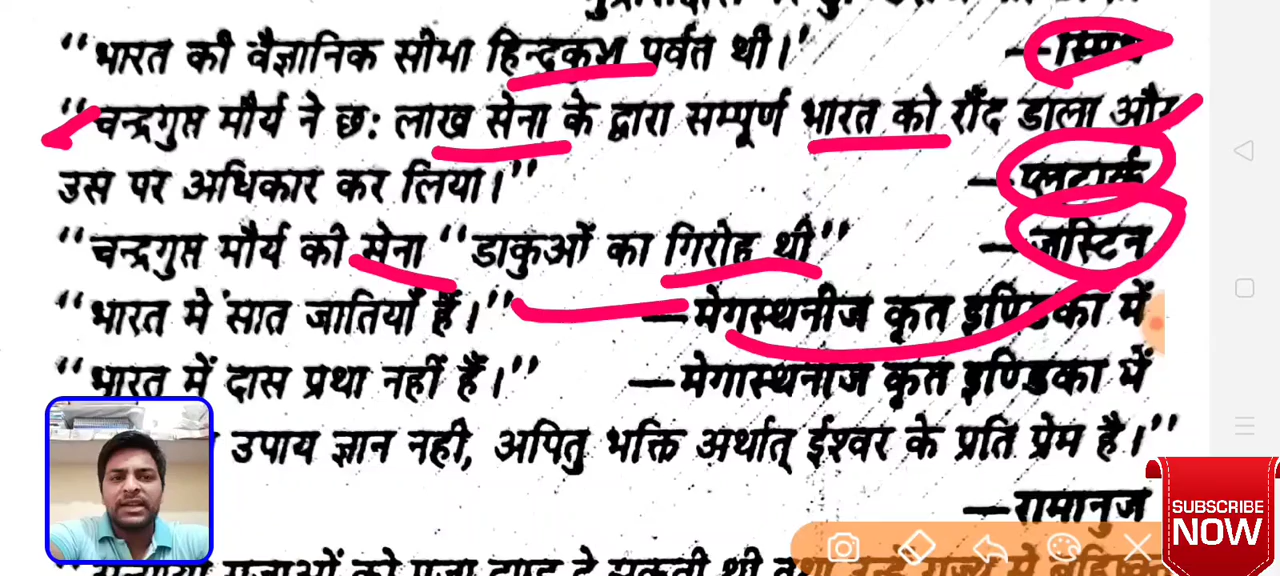 “भारत की वैज्ञानिक सीमा हिन्दूकुश पर्वत थी।’ —स्मिथ
“चन्द्रगुप्त मौर्य ने छः लाख सेना के द्वारा सम्पूर्ण भारत को रौंद डाला और
उस पर अधिकार कर लिया।” —प्लूटार्क
“चन्द्रगुप्त मौर्य की सेना “डाकुओं का गिरोह थी” —जस्टिन
“भारत में सात जातियाँ हैं।” —मेगस्थनीज कृत इण्डिका में
“भारत में दास प्रथा नहीं हैं।” —मेगास्थनाज कृत इण्डिका में
उपाय ज्ञान नही, अपितु भक्ति अर्थात् ईश्वर के प्रति प्रेम है।”
—रामानुज
SUBSCRIBE
NOW